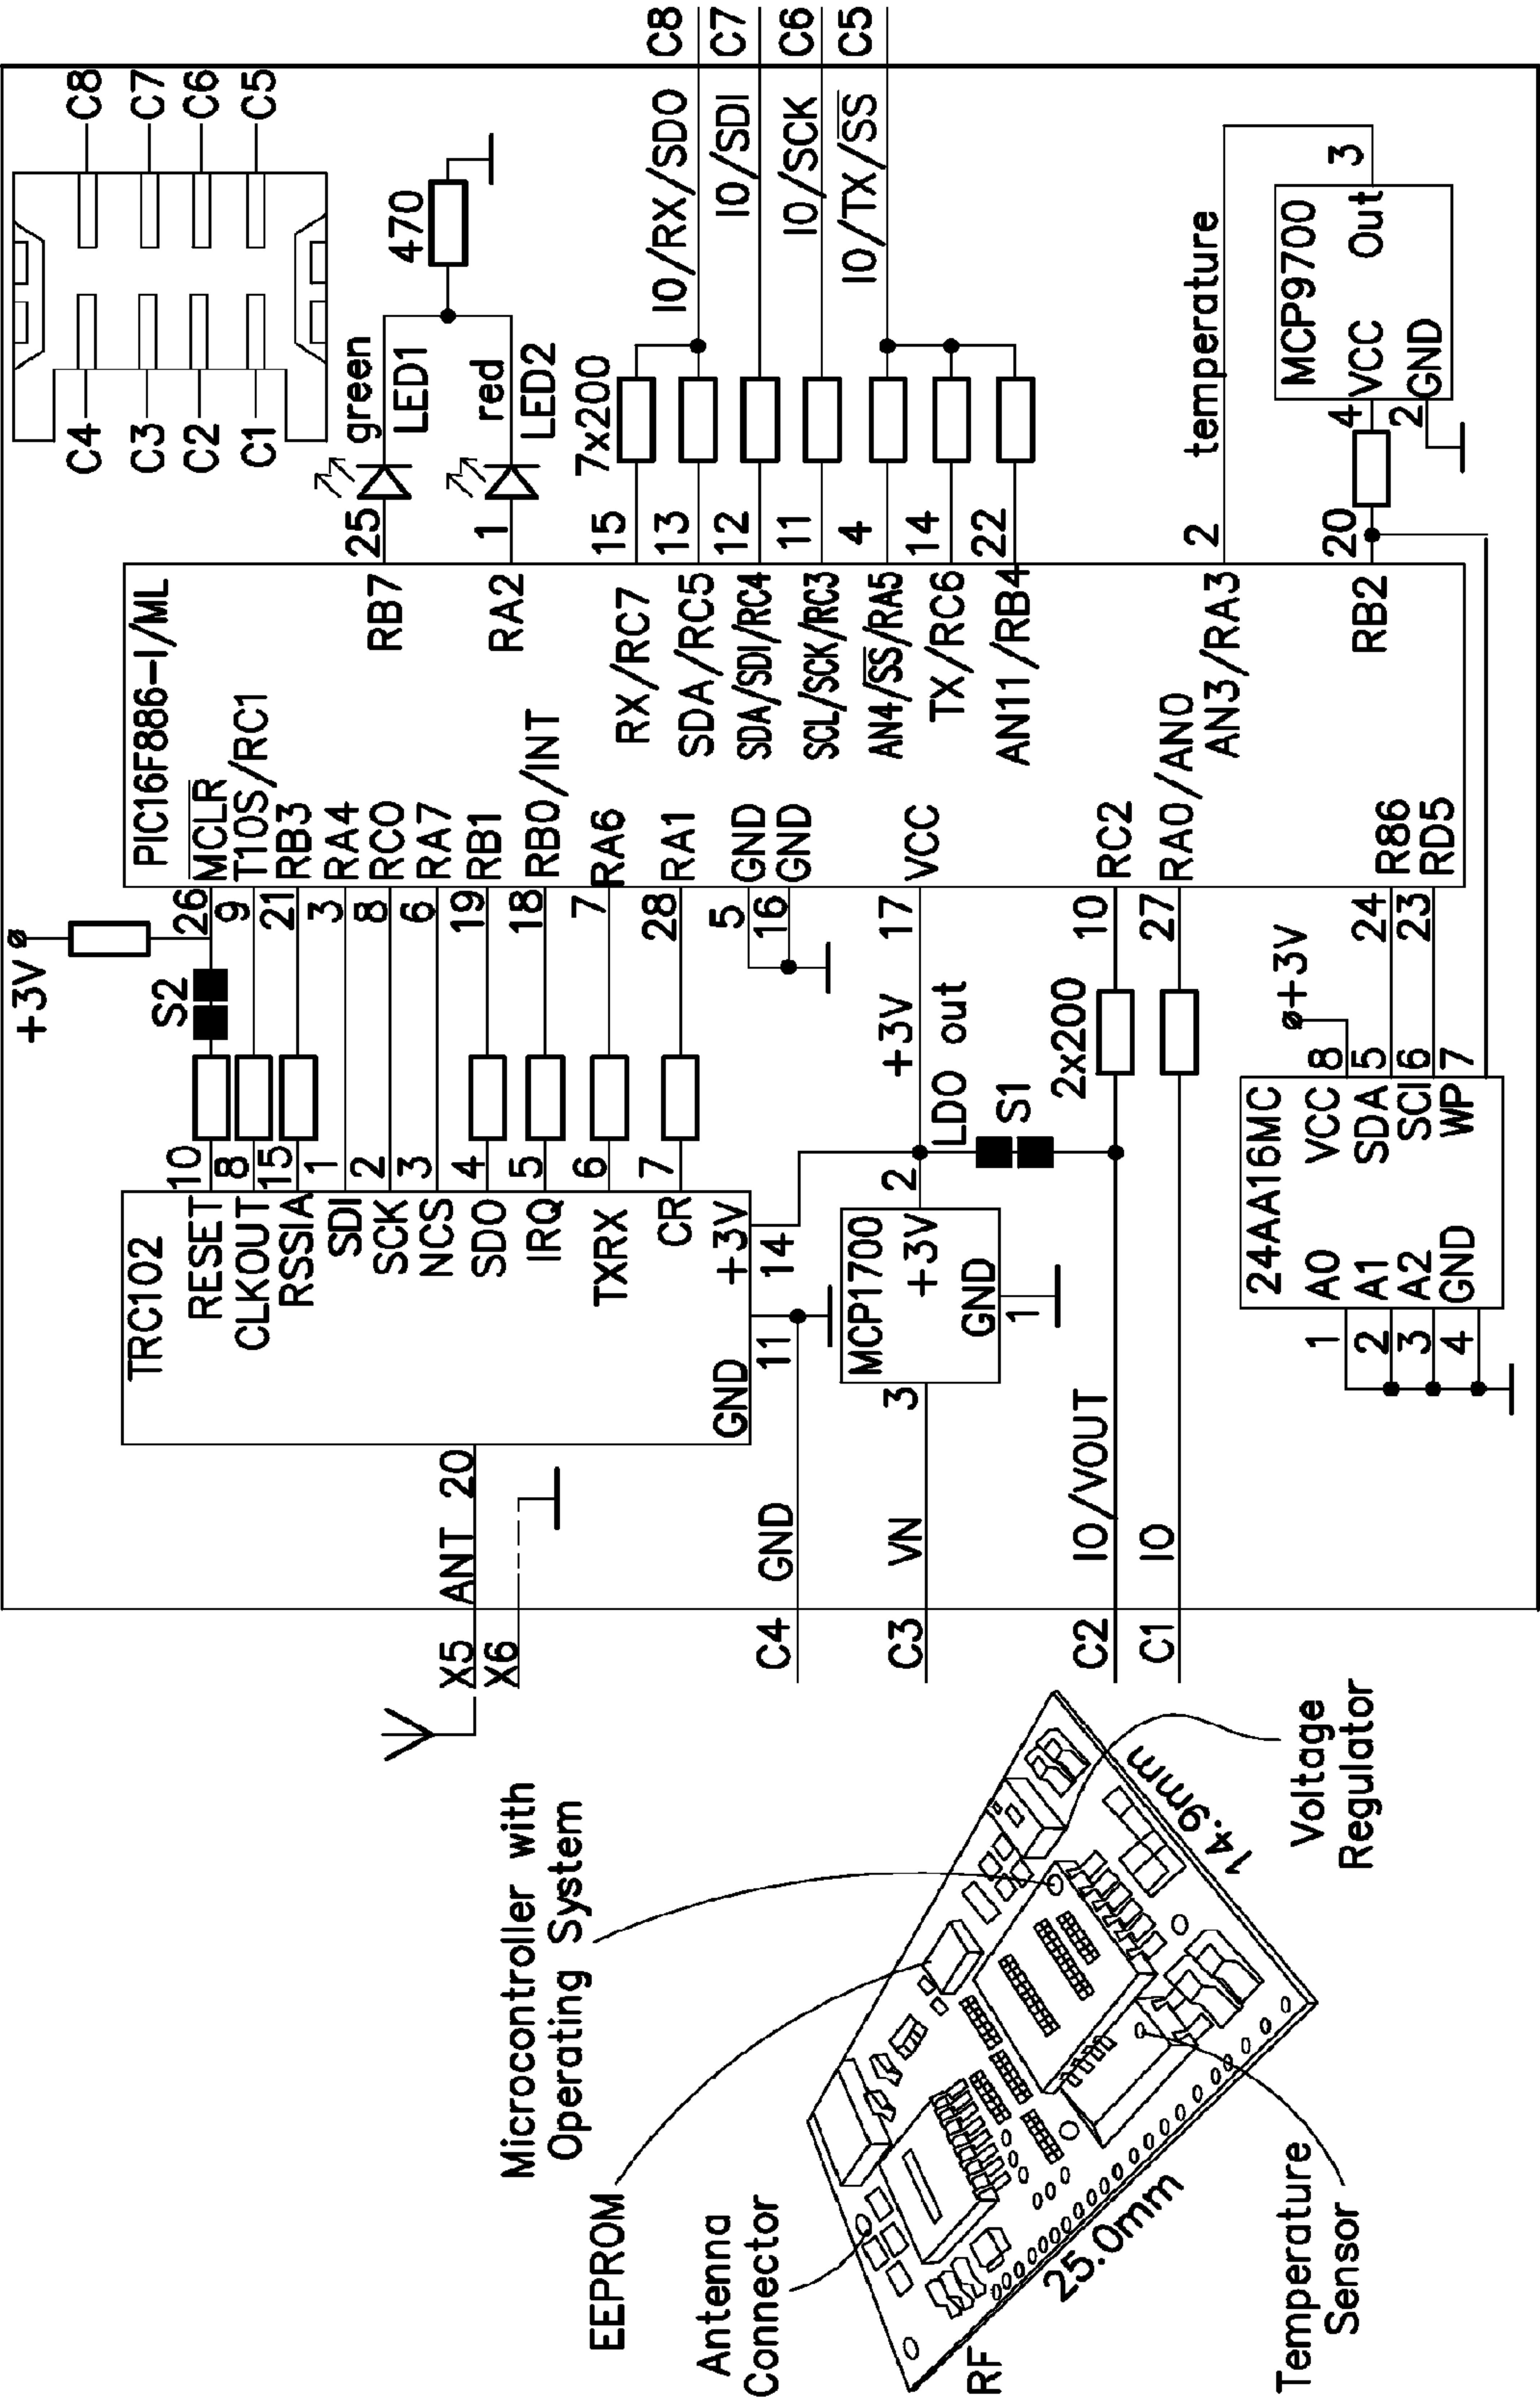 C4
C3
C2
C1
C8
C7
C6
C5
+3V
S2
TRC102
RESET
CLKOUT
RSSIA
SDI
SCK
NCS
SDO
IRQ
TXRX
CR
+3V
GND
10
8
15
1
2
3
4
5
6
7
14
11
26
9
21
3
8
6
19
18
7
28
5
16
17
10
27
24
23
PIC16F886-I/ML
MCLR
T10S/RC1
RB3
RA4
RC0
RA7
RB1
RB0/INT
RA6
RA1
GND
GND
VCC
RC2
RA0/AN0
R86
RD5
RB7
RA2
RX/RC7
SDA/RC5
SDA/SDI/RC4
SCL/SCK/RC3
AN4/SS/RA5
TX/RC6
AN11/RB4
AN3/RA3
RB2
25
1
15
13
12
11
4
14
22
2
20
green
LED1
red
LED2
470
7x200
IO/RX/SDO
IO/SDI
IO/SCK
IO/TX/SS
C8
C7
C6
C5
temperature
MCP9700
VCC
Out
GND
4
2
3
X5
ANT
20
X6
C4
GND
C3
VN
C2
IO/VOUT
C1
IO
MCP1700
+3V
GND
3
2
1
+3V
LDO out
S1
2x200
+3V
24AA16MC
A0
A1
A2
GND
VCC
SDA
SCI
WP
1
2
3
4
8
5
6
7
Microcontroller with
Operating System
EEPROM
Antenna
Connector
RF
25.0mm
14.9mm
Temperature
Sensor
Voltage
Regulator